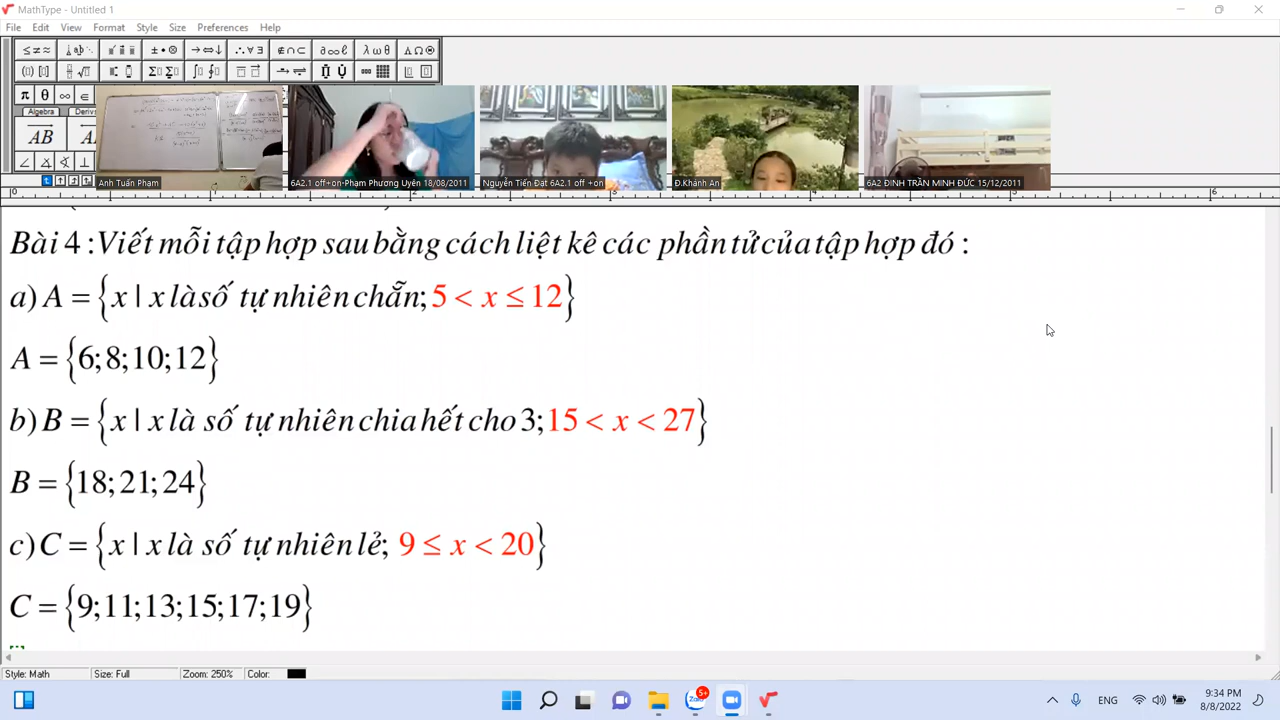 MathType - Untitled 1
File Edit View Format Style Size Preferences Help
Algebra
Anh Tuấn Phạm
6A2.1 off+on-Phạm Phương Uyên 18/08/2011
Nguyễn Tiến Đạt 6A2.1 off +on
Đ.Khánh An
6A2 ĐINH TRẦN MINH ĐỨC 15/12/2011
Bài 4 : Viết mỗi tập hợp sau bằng cách liệt kê các phần tử của tập hợp đó :
a) A = {x | x là số tự nhiên chẵn; 5 < x ≤ 12}
A = {6;8;10;12}
b) B = {x | x là số tự nhiên chia hết cho 3; 15 < x < 27}
B = {18;21;24}
c) C = {x | x là số tự nhiên lẻ; 9 ≤ x < 20}
C = {9;11;13;15;17;19}
Style: Math Size: Full Zoom: 250% Color:
5+
Zalo
ENG
9:34 PM
8/8/2022